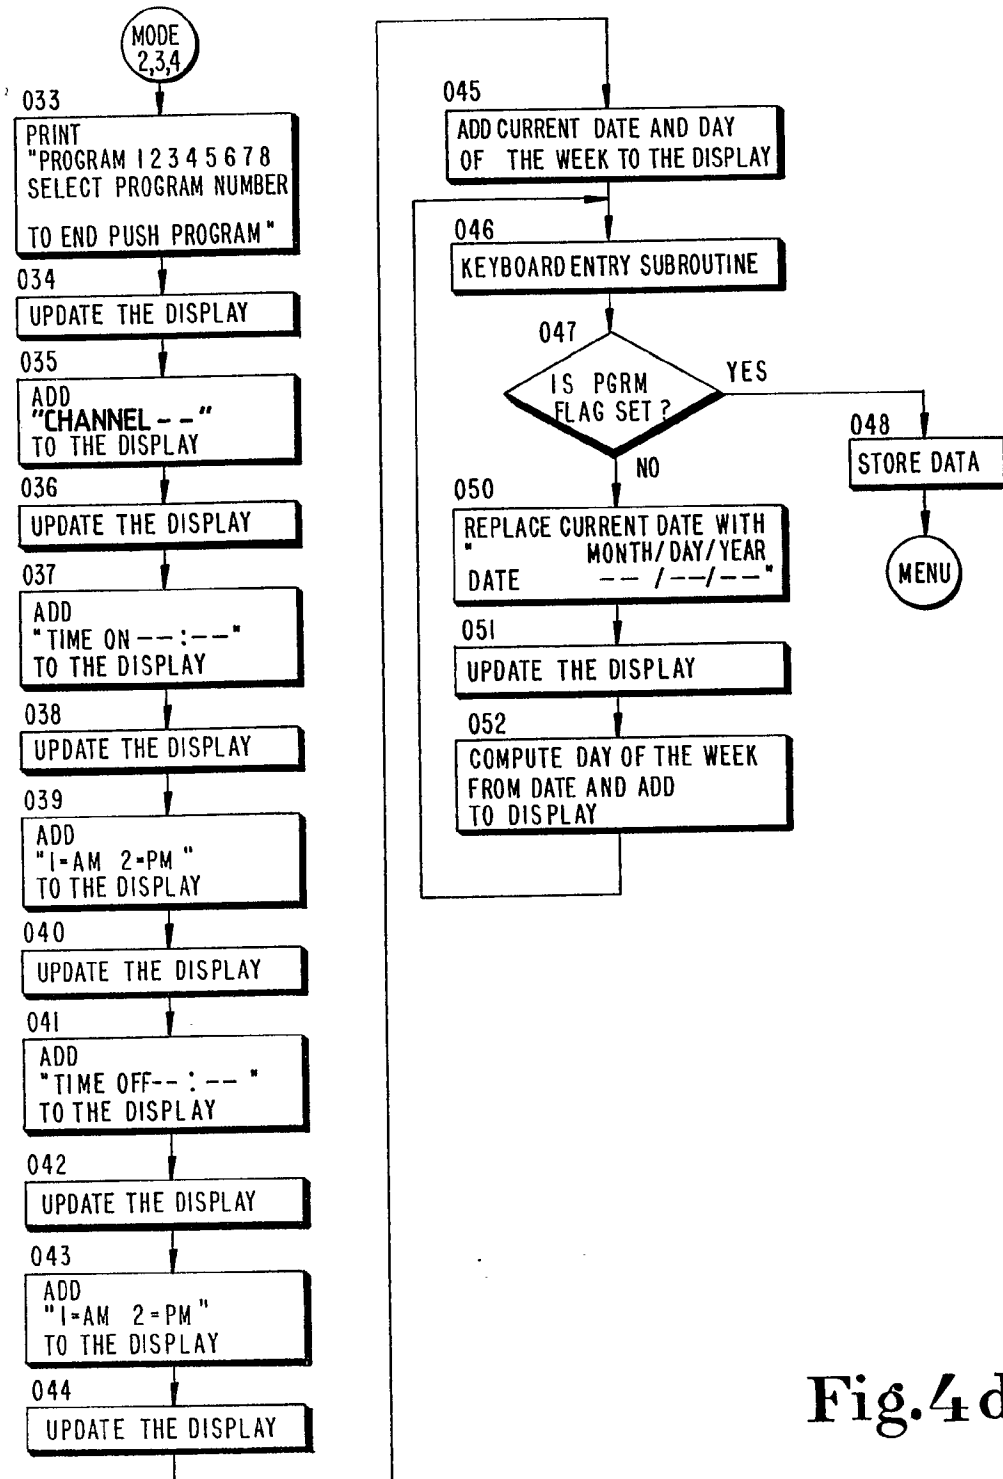 MODE
2,3,4
033
PRINT
"PROGRAM 1 2 3 4 5 6 7 8
SELECT PROGRAM NUMBER
TO END PUSH PROGRAM"
034
UPDATE THE DISPLAY
035
ADD
"CHANNEL - -"
TO THE DISPLAY
036
UPDATE THE DISPLAY
037
ADD
"TIME ON -- : --"
TO THE DISPLAY
038
UPDATE THE DISPLAY
039
ADD
"1=AM 2=PM"
TO THE DISPLAY
040
UPDATE THE DISPLAY
041
ADD
"TIME OFF-- : -- "
TO THE DISPLAY
042
UPDATE THE DISPLAY
043
ADD
"1=AM 2=PM"
TO THE DISPLAY
044
UPDATE THE DISPLAY
045
ADD CURRENT DATE AND DAY
OF THE WEEK TO THE DISPLAY
046
KEYBOARD ENTRY SUBROUTINE
047
IS PGRM
FLAG SET ?
YES
NO
048
STORE DATA
MENU
050
REPLACE CURRENT DATE WITH
" MONTH/DAY/YEAR
DATE -- / -- / --"
051
UPDATE THE DISPLAY
052
COMPUTE DAY OF THE WEEK
FROM DATE AND ADD
TO DISPLAY
Fig.4d